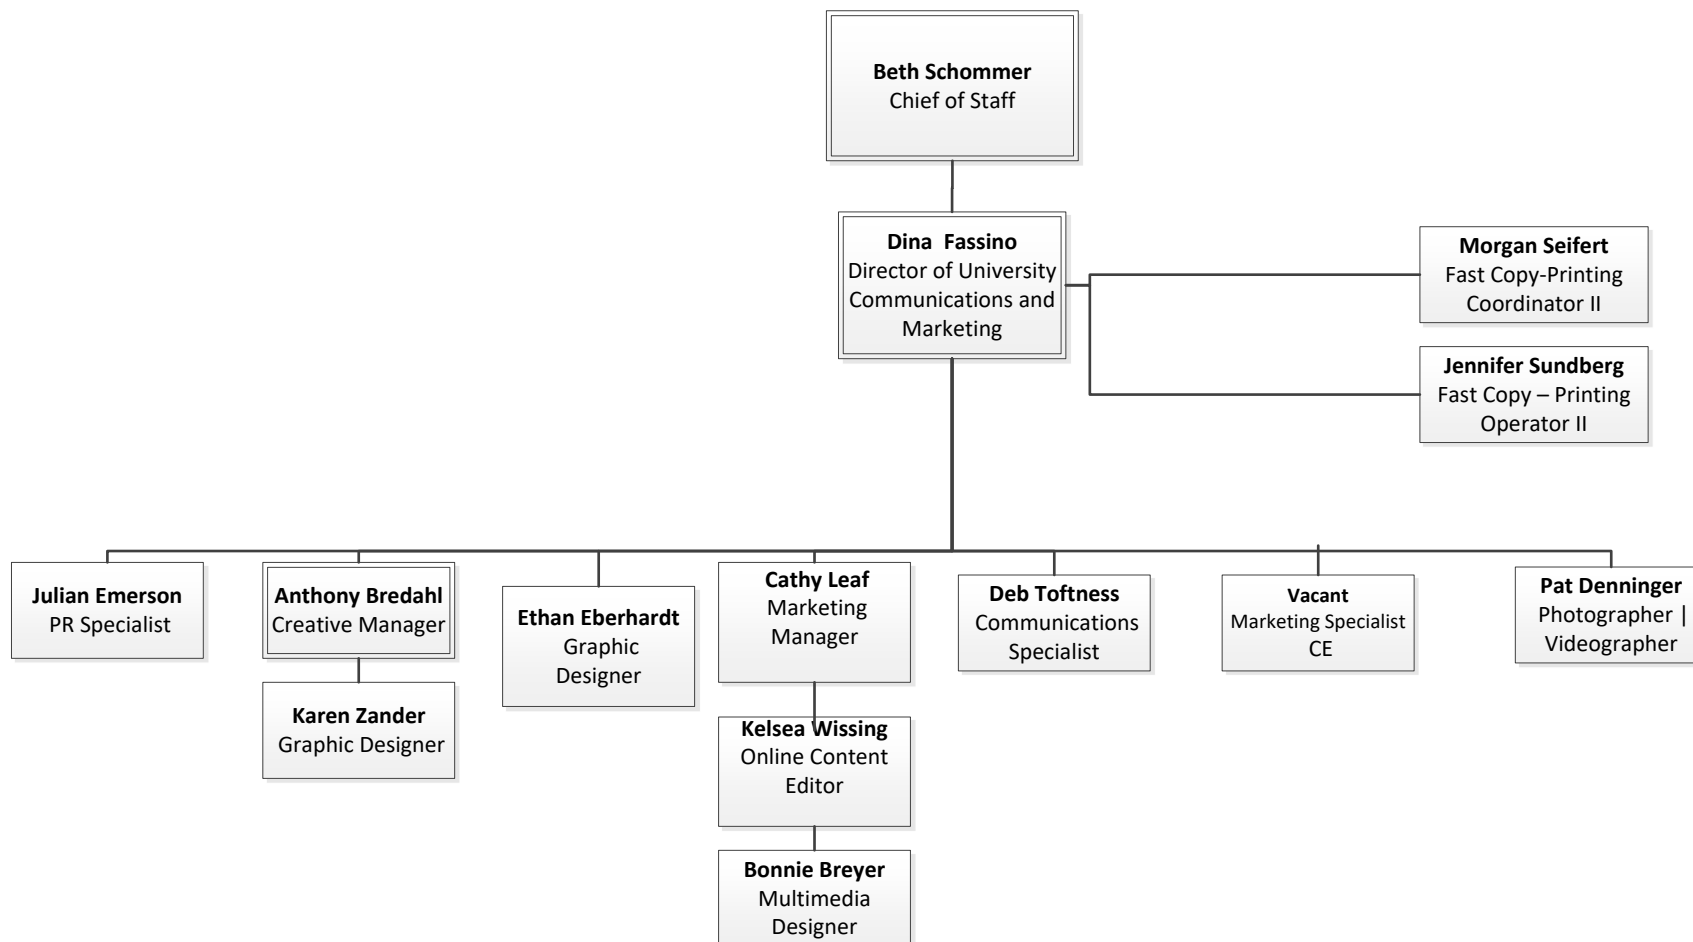 Beth Schommer
Chief of Staff
Dina Fassino
Director of University
Communications and
Marketing
Morgan Seifert
Fast Copy-Printing
Coordinator II
Jennifer Sundberg
Fast Copy – Printing
Operator II
Julian Emerson
PR Specialist
Anthony Bredahl
Creative Manager
Karen Zander
Graphic Designer
Ethan Eberhardt
Graphic
Designer
Cathy Leaf
Marketing
Manager
Kelsea Wissing
Online Content
Editor
Bonnie Breyer
Multimedia
Designer
Deb Toftness
Communications
Specialist
Vacant
Marketing Specialist
CE
Pat Denninger
Photographer |
Videographer